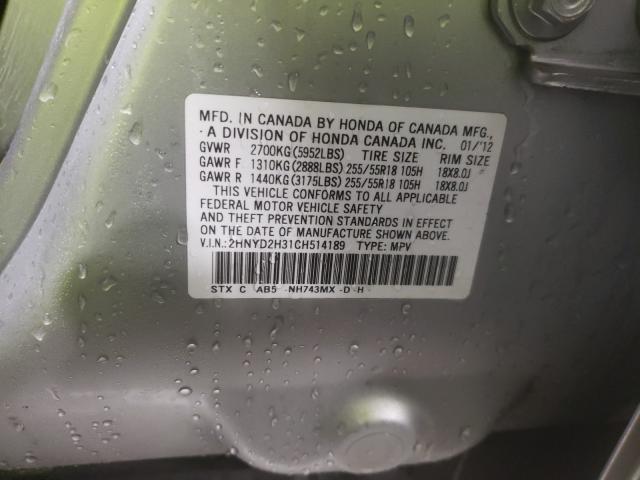 MFD. IN CANADA BY HONDA OF CANADA MFG.,
A DIVISION OF HONDA CANADA INC. 01/'12
GVWR 2700KG(5952LBS) TIRE SIZE RIM SIZE
GAWR F 1310KG(2888LBS) 255/55R18 105H 18X8.0J
GAWR R 1440KG(3175LBS) 255/55R18 105H 18X8.0J
THIS VEHICLE CONFORMS TO ALL APPLICABLE
FEDERAL MOTOR VEHICLE SAFETY
AND THEFT PREVENTION STANDARDS IN EFFECT
ON THE DATE OF MANUFACTURE SHOWN ABOVE.
V.I.N.:2HNYD2H31CH514189 TYPE: MPV
STX C AB5 -NH743MX -D -H